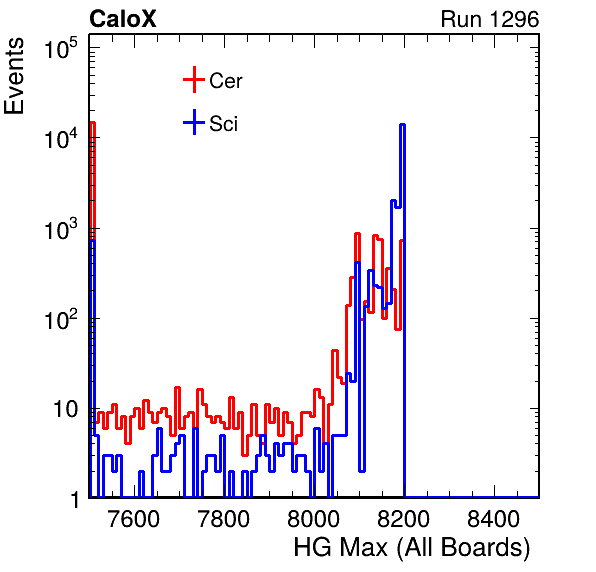 CaloX Run 1296
Events
Cer
Sci
10^5
10^4
10^3
10^2
10
1
7600 7800 8000 8200 8400
HG Max (All Boards)